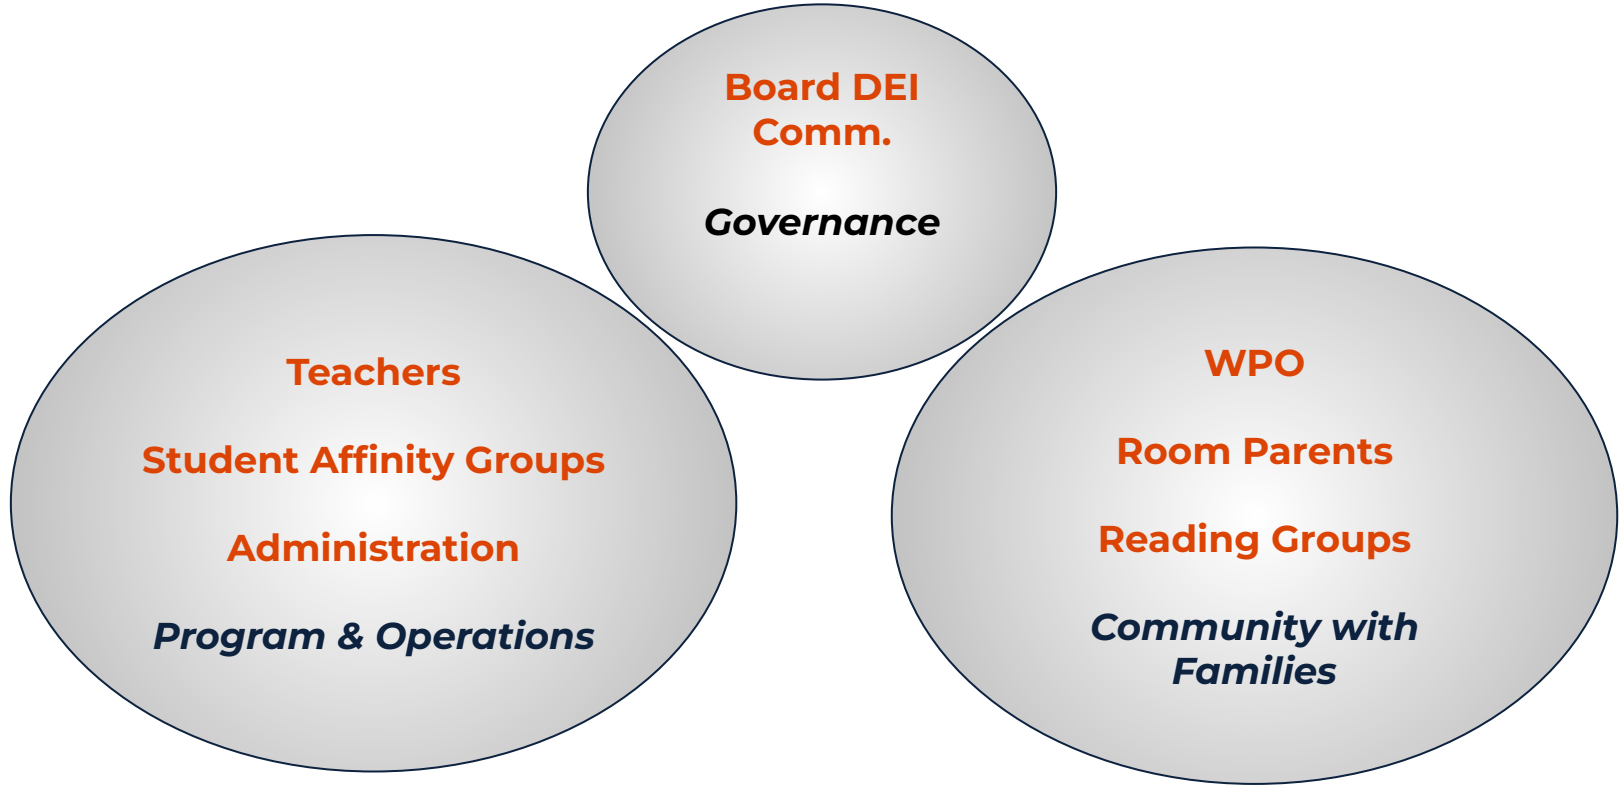 Board DEI
Comm.
Governance
Teachers
Student Affinity Groups
Administration
Program & Operations
WPO
Room Parents
Reading Groups
Community with
Families